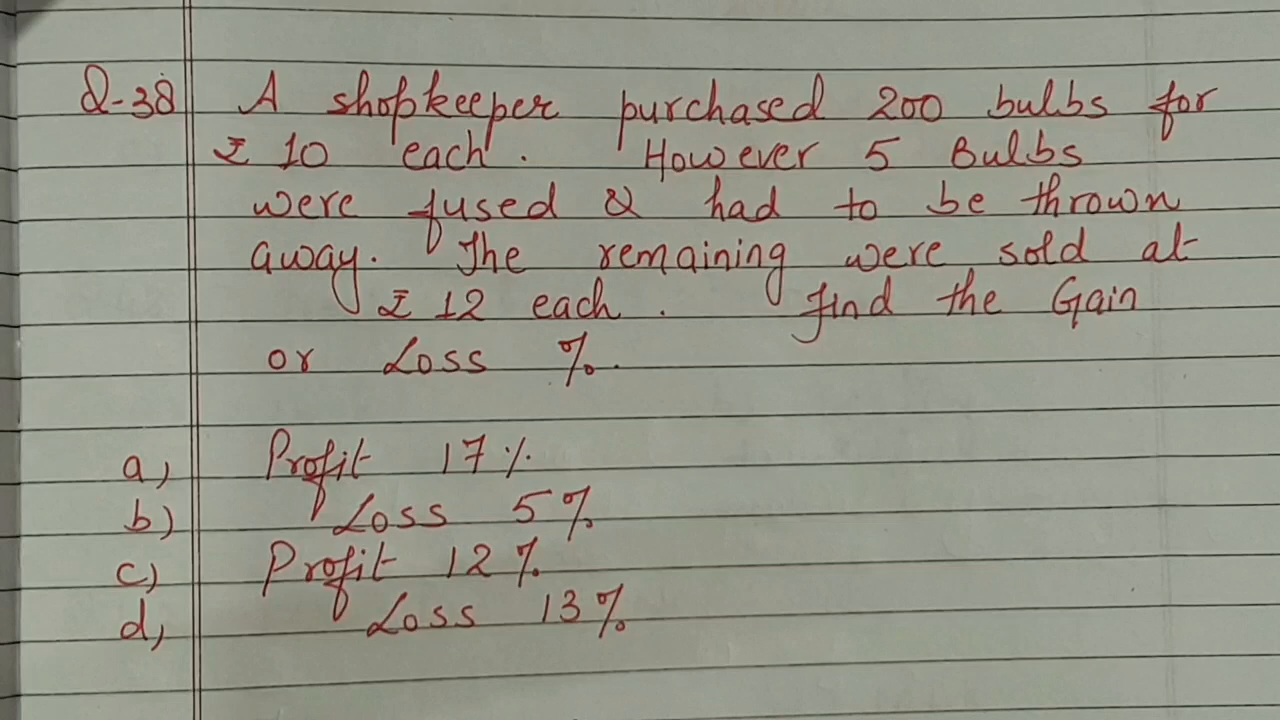 Q-38 A shopkeeper purchased 200 bulbs for
₹ 10 each. However 5 Bulbs
were fused & had to be thrown
away. The remaining were sold at
₹ 12 each. find the Gain
or Loss %.
a) Profit 17%
b) Loss 5%
c) Profit 12%
d) Loss 13%